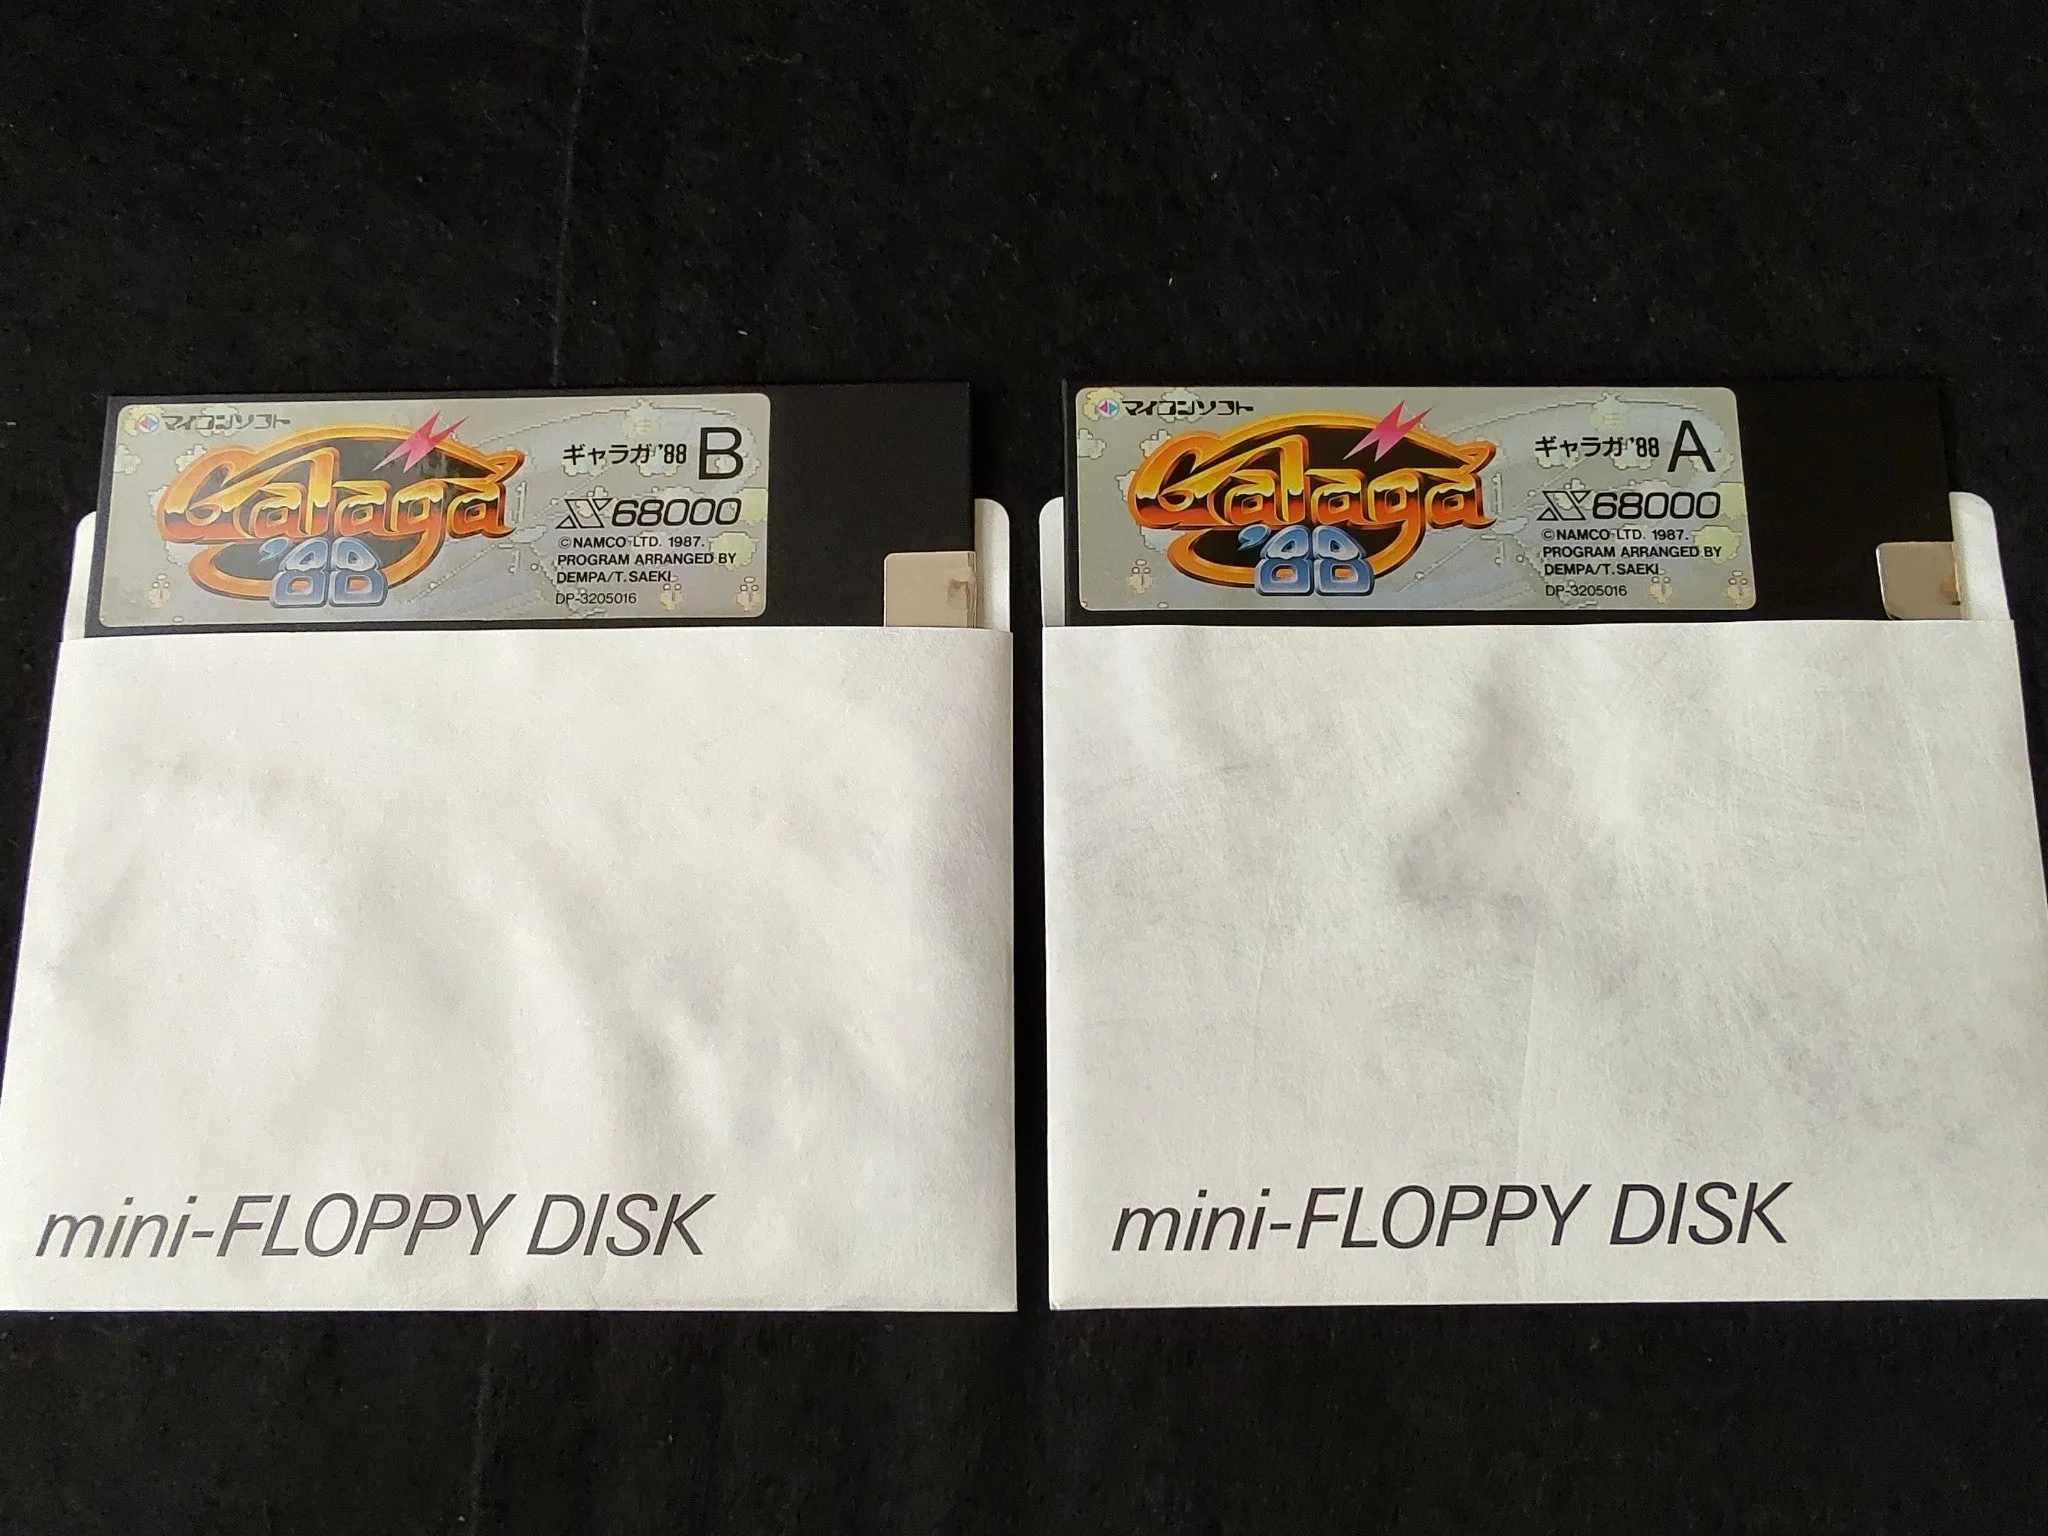 マイコンソフト
Galaga
'88
ギャラガ'88 B
X68000
©NAMCO LTD. 1987.
PROGRAM ARRANGED BY
DEMPA/T.SAEKI
DP-3205016
mini-FLOPPY DISK
マイコンソフト
Galaga
'88
ギャラガ'88 A
X68000
©NAMCO LTD. 1987.
PROGRAM ARRANGED BY
DEMPA/T.SAEKI
DP-3205016
mini-FLOPPY DISK